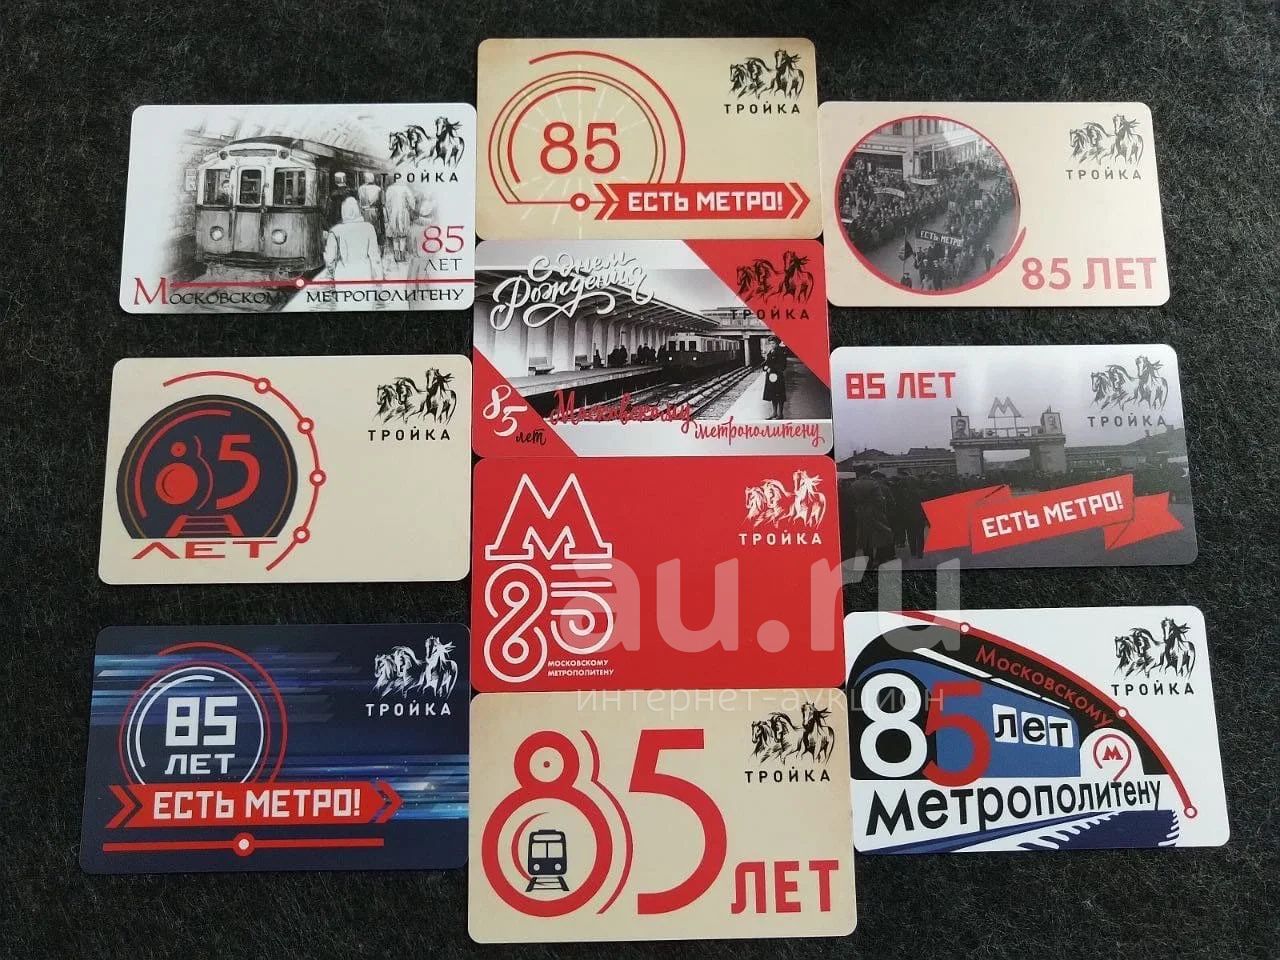 ТРОЙКА
85
ЛЕТ
Московскому метрополитену
ТРОЙКА
85
ЕСТЬ МЕТРО!
ТРОЙКА
ЕСТЬ МЕТРО
85 ЛЕТ
С днем
Рождения
ТРОЙКА
85
лет
Московскому
метрополитену
ТРОЙКА
85
ЛЕТ
85 ЛЕТ
ТРОЙКА
М
ЕСТЬ МЕТРО!
М
ТРОЙКА
85
МОСКОВСКОМУ
МЕТРОПОЛИТЕНУ
ТРОЙКА
85
ЛЕТ
ЕСТЬ МЕТРО!
ТРОЙКА
85
ЛЕТ
Московскому
ТРОЙКА
85 лет
М
метрополитену
au.ru
интернет-аукцион